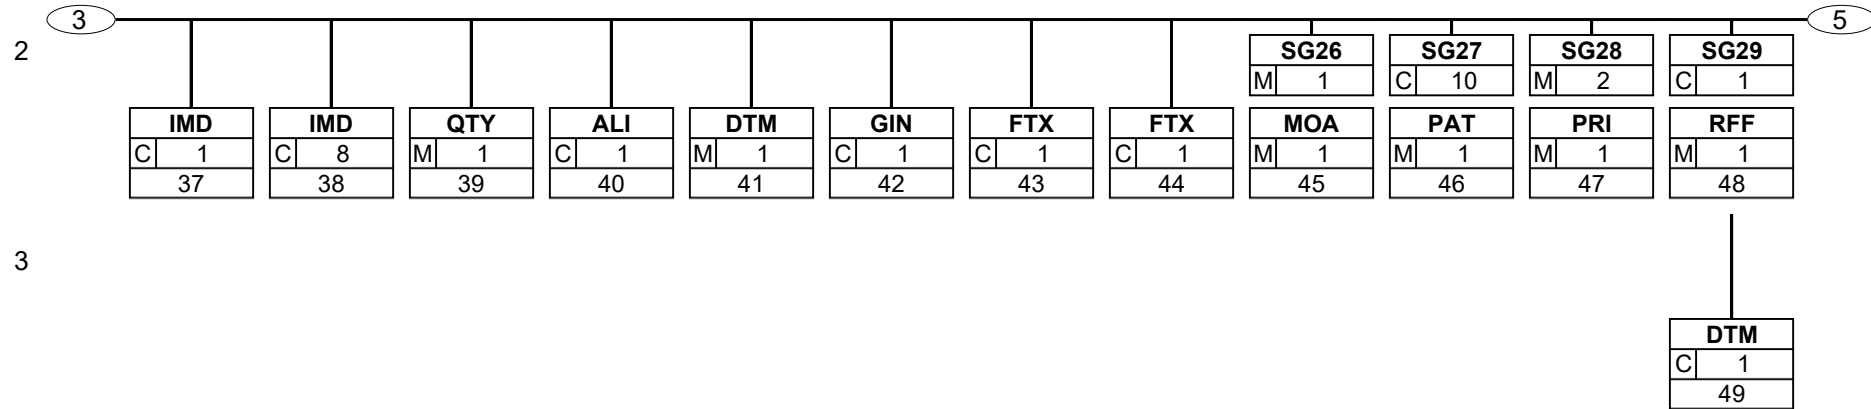 3 5
2
SG26 SG27 SG28 SG29
M 1 C 10 M 2 C 1
IMD IMD QTY ALI DTM GIN FTX FTX MOA PAT PRI RFF
C 1 C 8 M 1 C 1 M 1 C 1 C 1 C 1 M 1 M 1 M 1 M 1
37 38 39 40 41 42 43 44 45 46 47 48
3
DTM
C 1
49